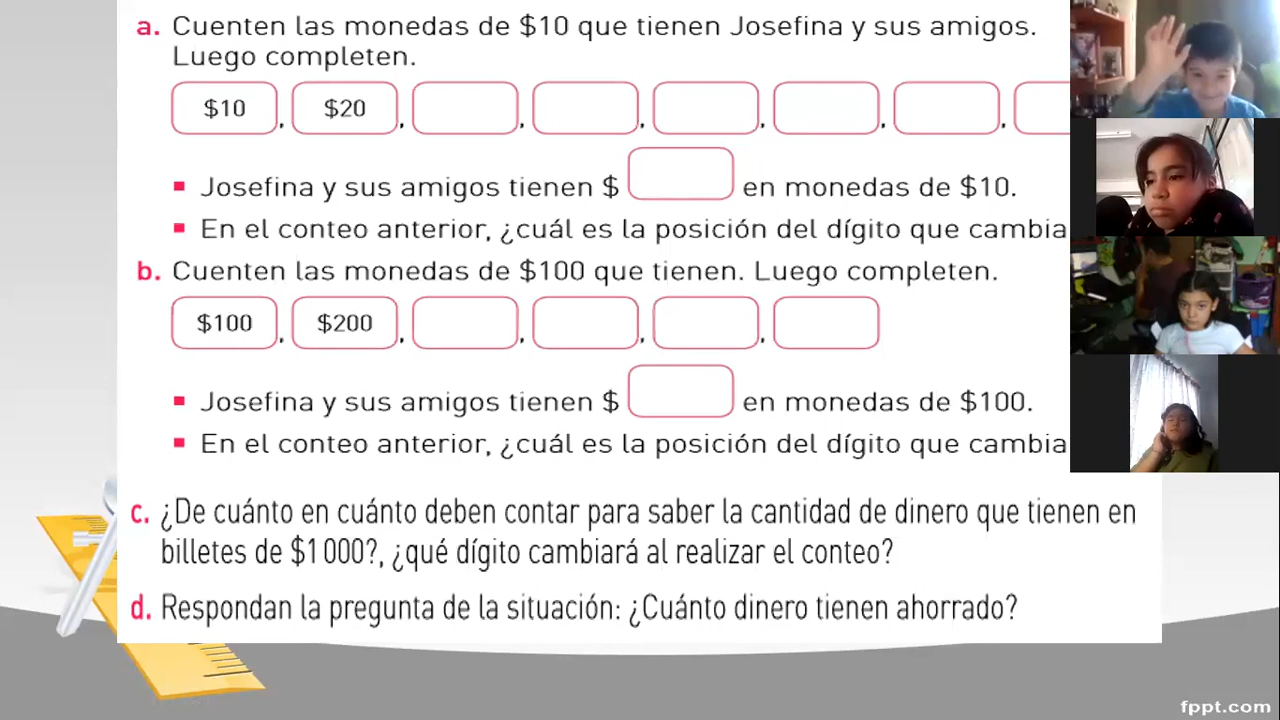 a. Cuenten las monedas de $10 que tienen Josefina y sus amigos.
Luego completen.
$10, $20, , , , , ,
▪ Josefina y sus amigos tienen $ en monedas de $10.
▪ En el conteo anterior, ¿cuál es la posición del dígito que cambia
b. Cuenten las monedas de $100 que tienen. Luego completen.
$100, $200, , , ,
▪ Josefina y sus amigos tienen $ en monedas de $100.
▪ En el conteo anterior, ¿cuál es la posición del dígito que cambia
c. ¿De cuánto en cuánto deben contar para saber la cantidad de dinero que tienen en
billetes de $1 000?, ¿qué dígito cambiará al realizar el conteo?
d. Respondan la pregunta de la situación: ¿Cuánto dinero tienen ahorrado?
fppt.com